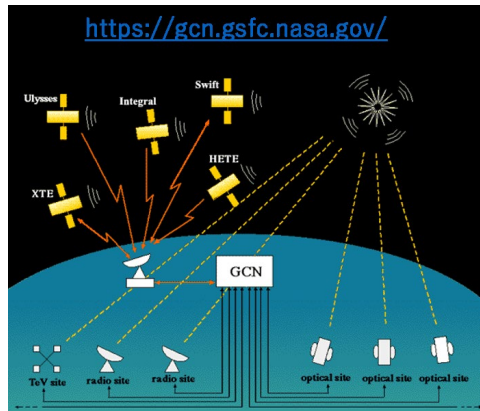 https://gcn.gsfc.nasa.gov/
Ulysses
Integral
Swift
XTE
HETE
GCN
TeV site
radio site
radio site
optical site
optical site
optical site